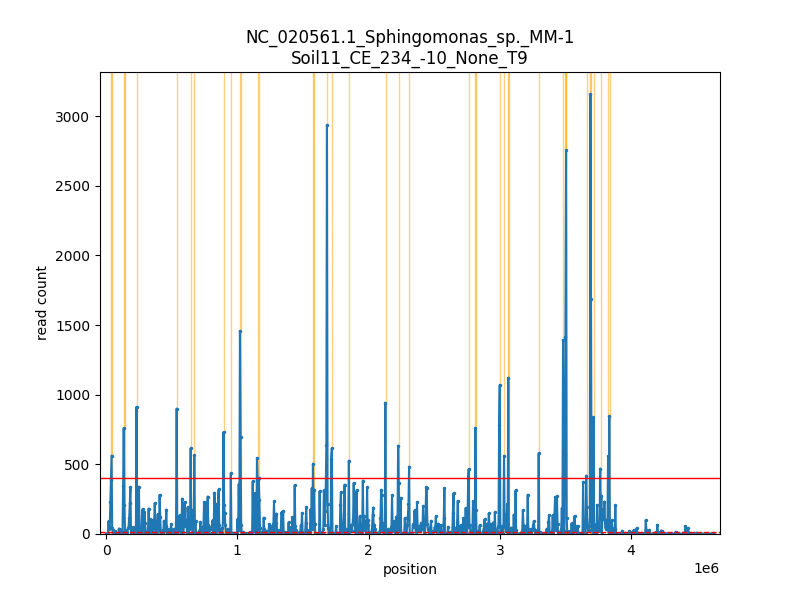 NC_020561.1_Sphingomonas_sp._MM-1
Soil11_CE_234_-10_None_T9
3000
2500
2000
1500
1000
500
0
read count
0 1 2 3 4
1e6
position